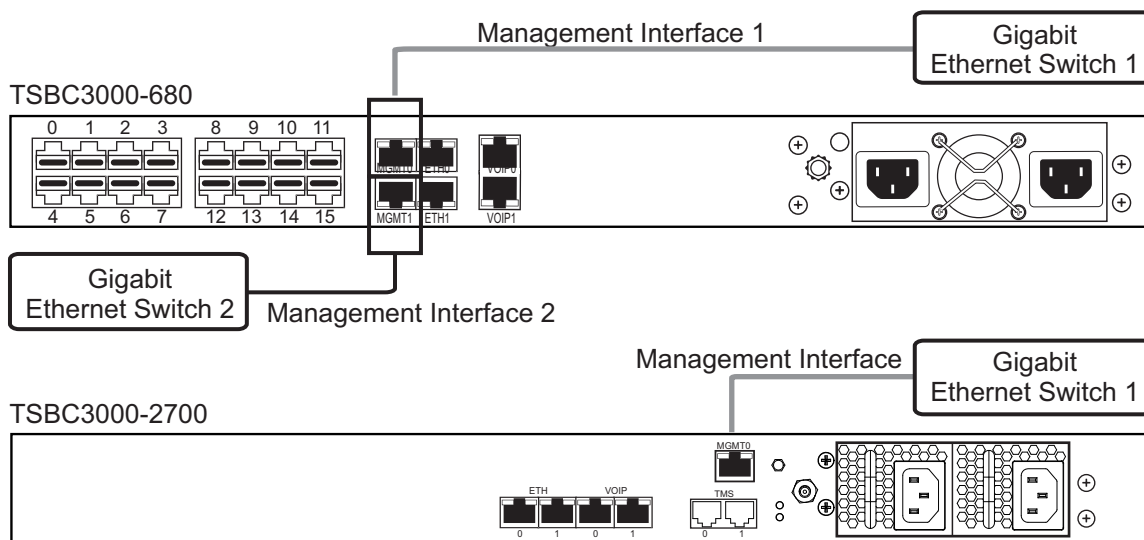 Management Interface 1
Gigabit
Ethernet Switch 1
TSBC3000-680
0 1 2 3 8 9 10 11
MGMT0 ETH0 VOIP0
4 5 6 7 12 13 14 15 MGMT1 ETH1 VOIP1
Gigabit
Ethernet Switch 2
Management Interface 2
Management Interface
Gigabit
Ethernet Switch 1
TSBC3000-2700
MGMT0
ETH VOIP TMS
0 1 0 1 0 1